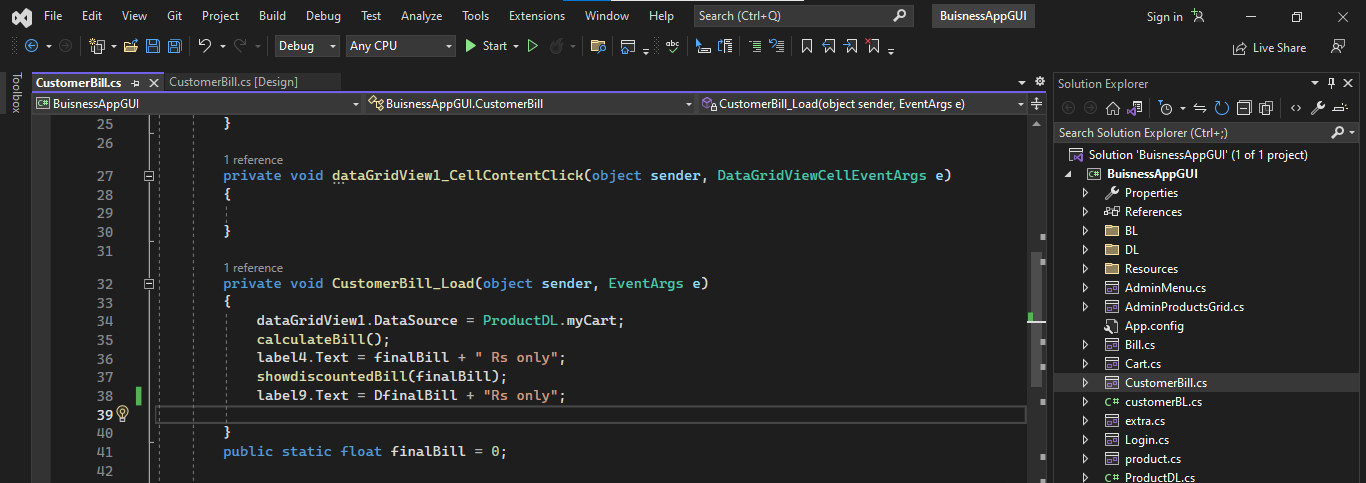 File Edit View Git Project Build Debug Test Analyze Tools Extensions Window Help Search (Ctrl+Q) BuisnessAppGUI Sign in
Debug Any CPU Start abc Live Share
Toolbox
CustomerBill.cs CustomerBill.cs [Design]
BuisnessAppGUI BuisnessAppGUI.CustomerBill CustomerBill_Load(object sender, EventArgs e)
25 }
26
1 reference
27 private void dataGridView1_CellContentClick(object sender, DataGridViewCellEventArgs e)
28 {
29
30 }
31
1 reference
32 private void CustomerBill_Load(object sender, EventArgs e)
33 {
34 dataGridView1.DataSource = ProductDL.myCart;
35 calculateBill();
36 label4.Text = finalBill + " Rs only";
37 showdiscountedBill(finalBill);
38 label9.Text = DfinalBill + "Rs only";
39
40 }
41 public static float finalBill = 0;
42
Solution Explorer
Search Solution Explorer (Ctrl+;)
Solution 'BuisnessAppGUI' (1 of 1 project)
C# BuisnessAppGUI
Properties
References
BL
DL
Resources
AdminMenu.cs
AdminProductsGrid.cs
App.config
Bill.cs
Cart.cs
CustomerBill.cs
C# customerBL.cs
extra.cs
Login.cs
product.cs
C# ProductDL.cs